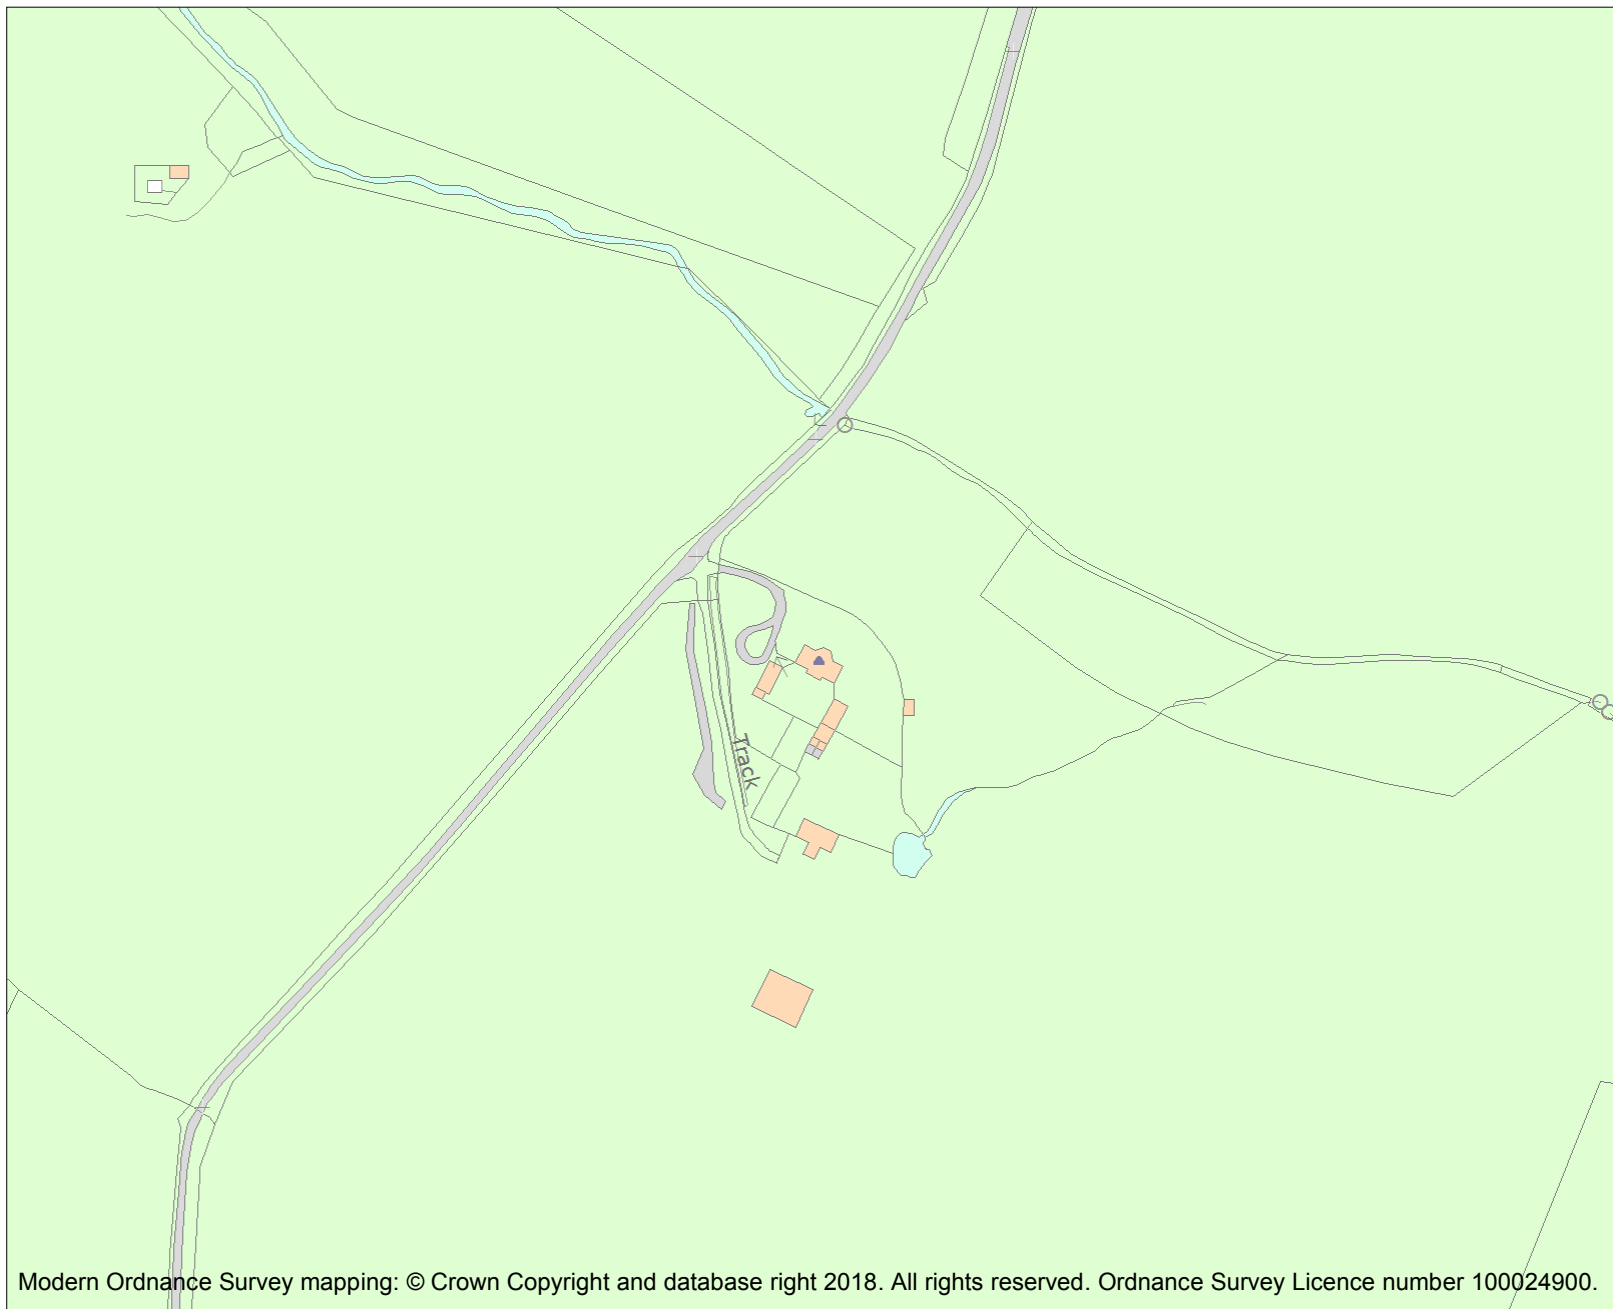 Track
Modern Ordnance Survey mapping: © Crown Copyright and database right 2018. All rights reserved. Ordnance Survey Licence number 100024900.